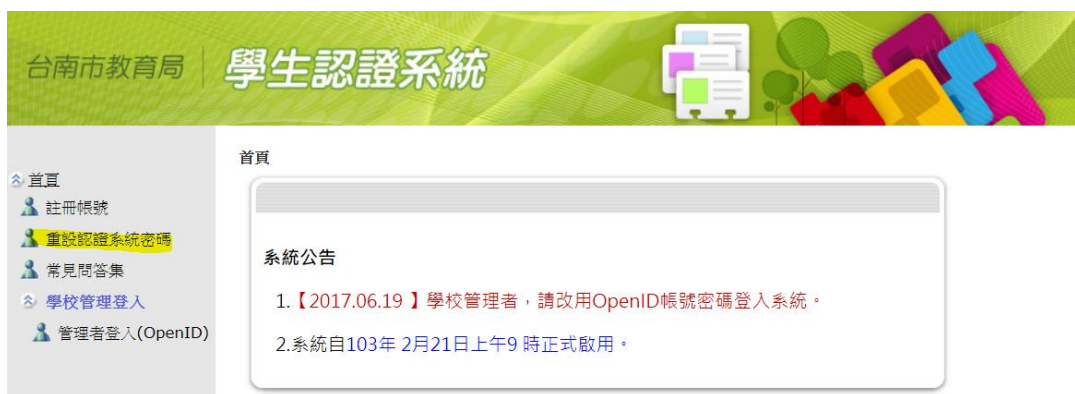 台南市教育局 學生認證系統
首頁
首頁
註冊帳號
重設認證系統密碼
常見問答集
學校管理登入
管理者登入(OpenID)
系統公告
1.【2017.06.19 】學校管理者，請改用OpenID帳號密碼登入系統。
2.系統自103年 2月21日上午9 時正式啟用。